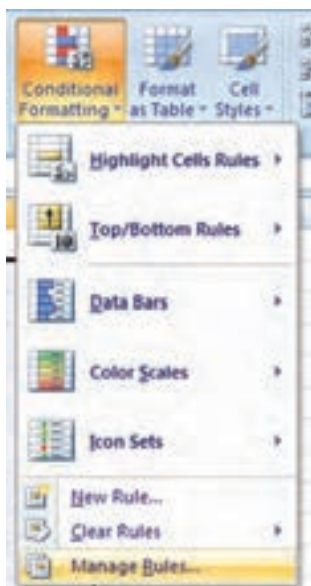 Conditional Format Cell
Formatting as Table Styles
Highlight Cells Rules
Top/Bottom Rules
Data Bars
Color Scales
Icon Sets
New Rule...
Clear Rules
Manage Rules...